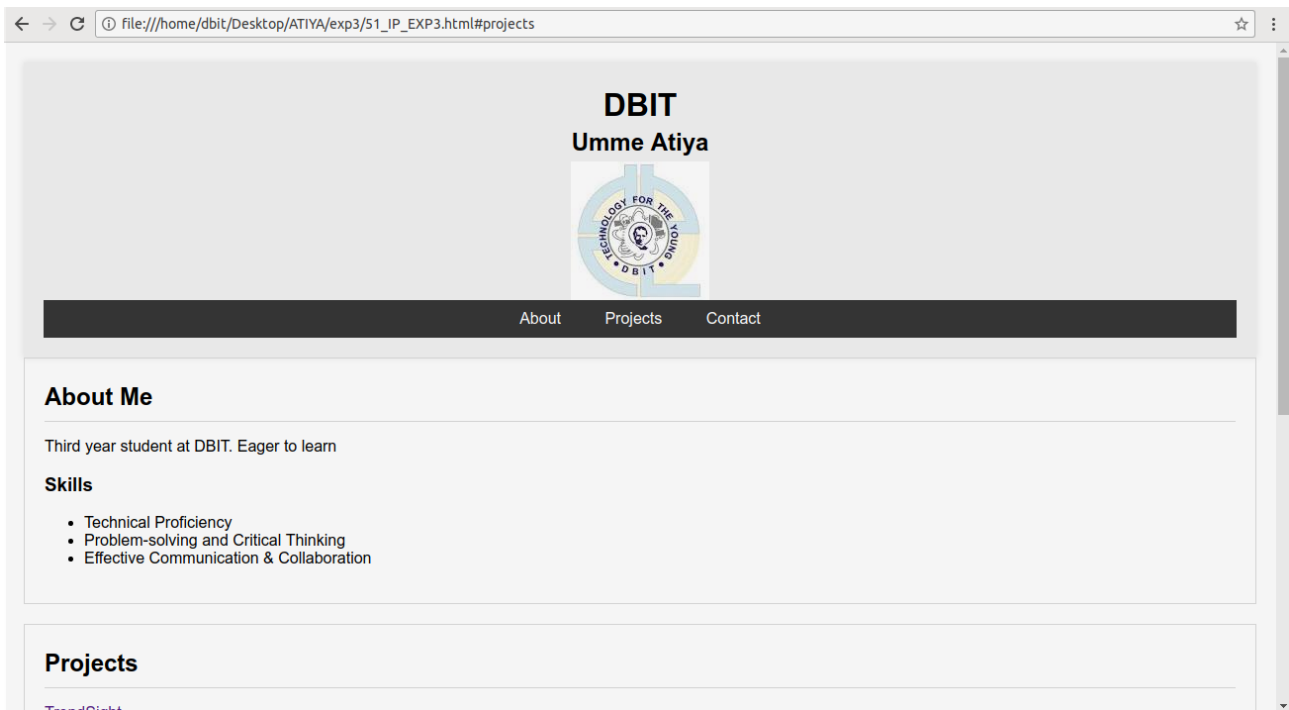 file:///home/dbit/Desktop/ATIYA/exp3/51_IP_EXP3.html#projects
DBIT
Umme Atiya
TECHNOLOGY FOR THE YOUNG
• DBIT •
About Projects Contact
About Me
Third year student at DBIT. Eager to learn
Skills
• Technical Proficiency
• Problem-solving and Critical Thinking
• Effective Communication & Collaboration
Projects
TrendSight